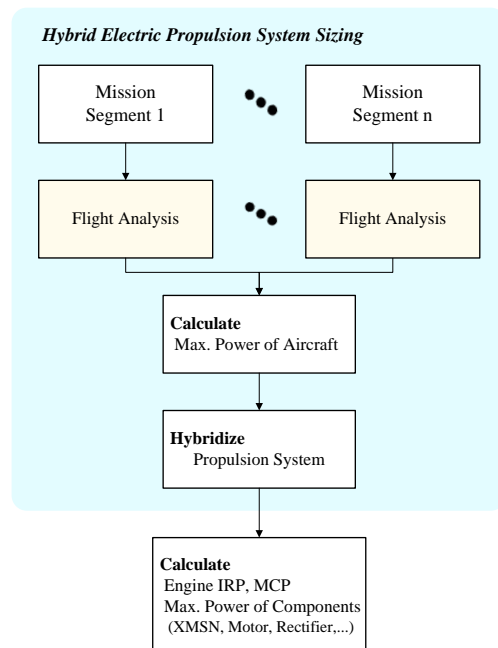 Hybrid Electric Propulsion System Sizing
Mission
Segment 1
Mission
Segment n
Flight Analysis
Flight Analysis
Calculate
Max. Power of Aircraft
Hybridize
Propulsion System
Calculate
Engine IRP, MCP
Max. Power of Components
(XMSN, Motor, Rectifier,...)